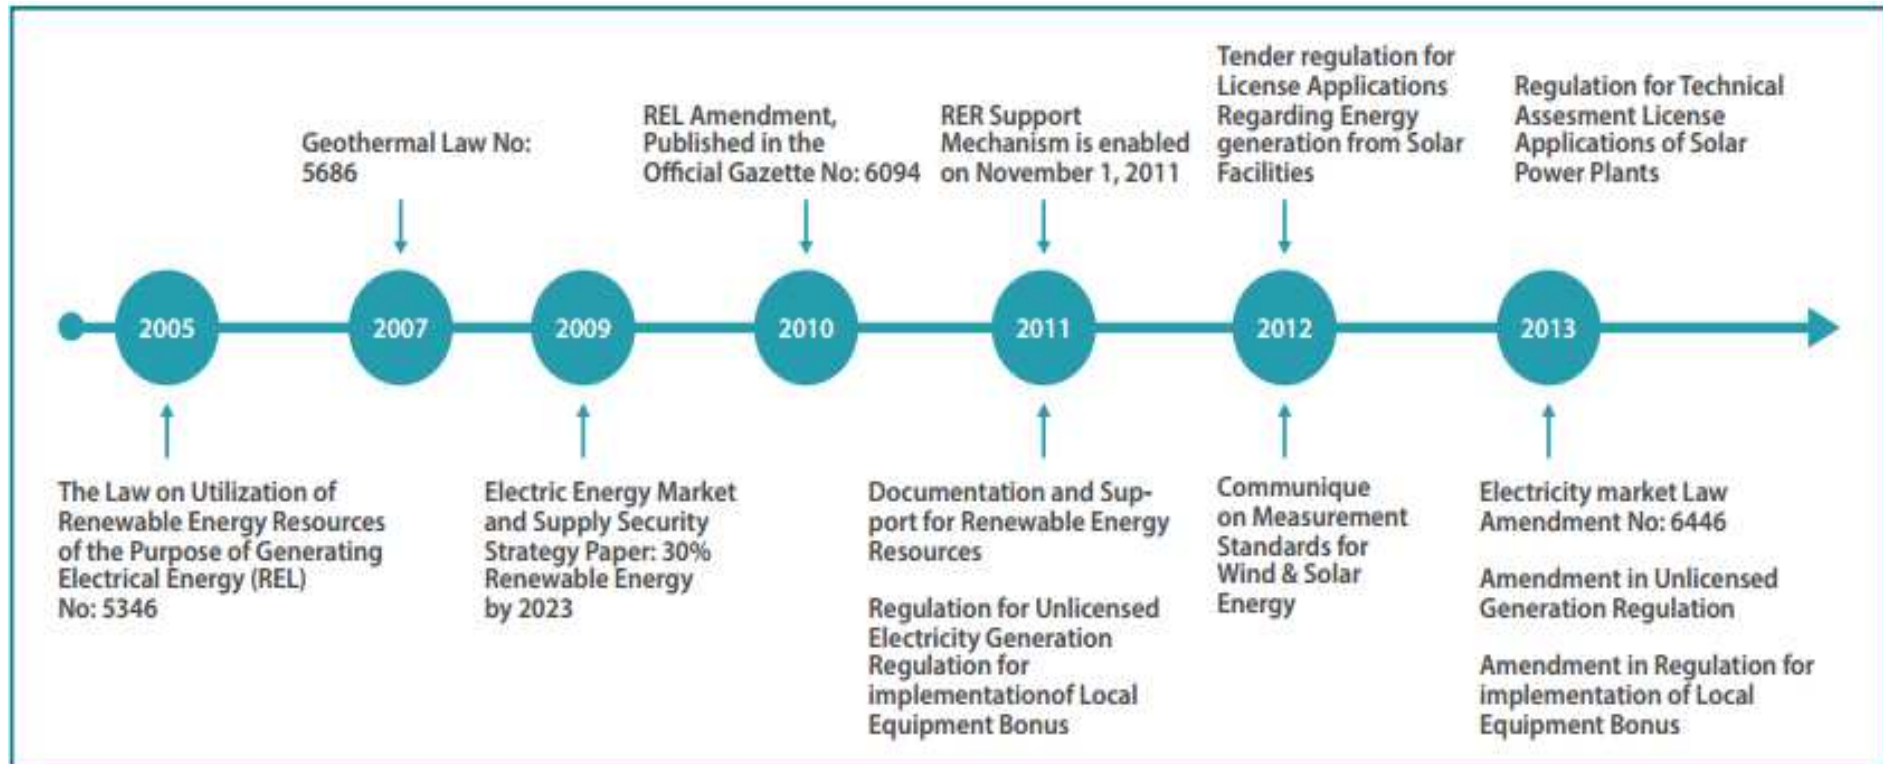 Geothermal Law No:
5686
REL Amendment,
Published in the
Official Gazette No: 6094
RER Support
Mechanism is enabled
on November 1, 2011
Tender regulation for
License Applications
Regarding Energy
generation from Solar
Facilities
Regulation for Technical
Assesment License
Applications of Solar
Power Plants
2005
2007
2009
2010
2011
2012
2013
The Law on Utilization of
Renewable Energy Resources
of the Purpose of Generating
Electrical Energy (REL)
No: 5346
Electric Energy Market
and Supply Security
Strategy Paper: 30%
Renewable Energy
by 2023
Documentation and Sup-
port for Renewable Energy
Resources
Regulation for Unlicensed
Electricity Generation
Regulation for
implementationof Local
Equipment Bonus
Communique
on Measurement
Standards for
Wind & Solar
Energy
Electricity market Law
Amendment No: 6446
Amendment in Unlicensed
Generation Regulation
Amendment in Regulation for
implementation of Local
Equipment Bonus